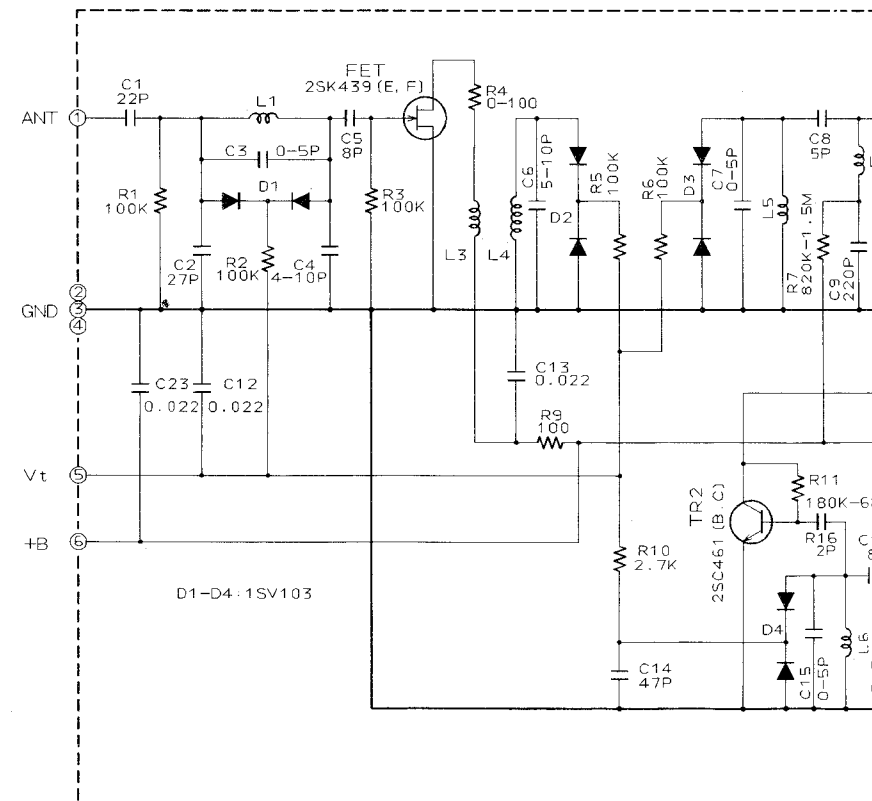 FET
2SK439 (E, F)
C1
22P
L1
R4
0-100
ANT
1
C3
0-5P
C5
8P
C6
5-10P
R5
100K
R6
100K
D3
C7
0-5P
C8
5P
R1
100K
D1
R3
100K
D2
L5
R7
820K-1.5M
C9
220P
L3
L4
C2
27P
R2
100K
C4
4-10P
2
GND
3
4
C23
0.022
C12
0.022
C13
0.022
R9
100
Vt
5
TR2
2SC461 (B.C)
R11
180K-68
R16
2P
+B
6
R10
2.7K
D1-D4:1SV103
D4
C15
0-5P
L6
C14
47P